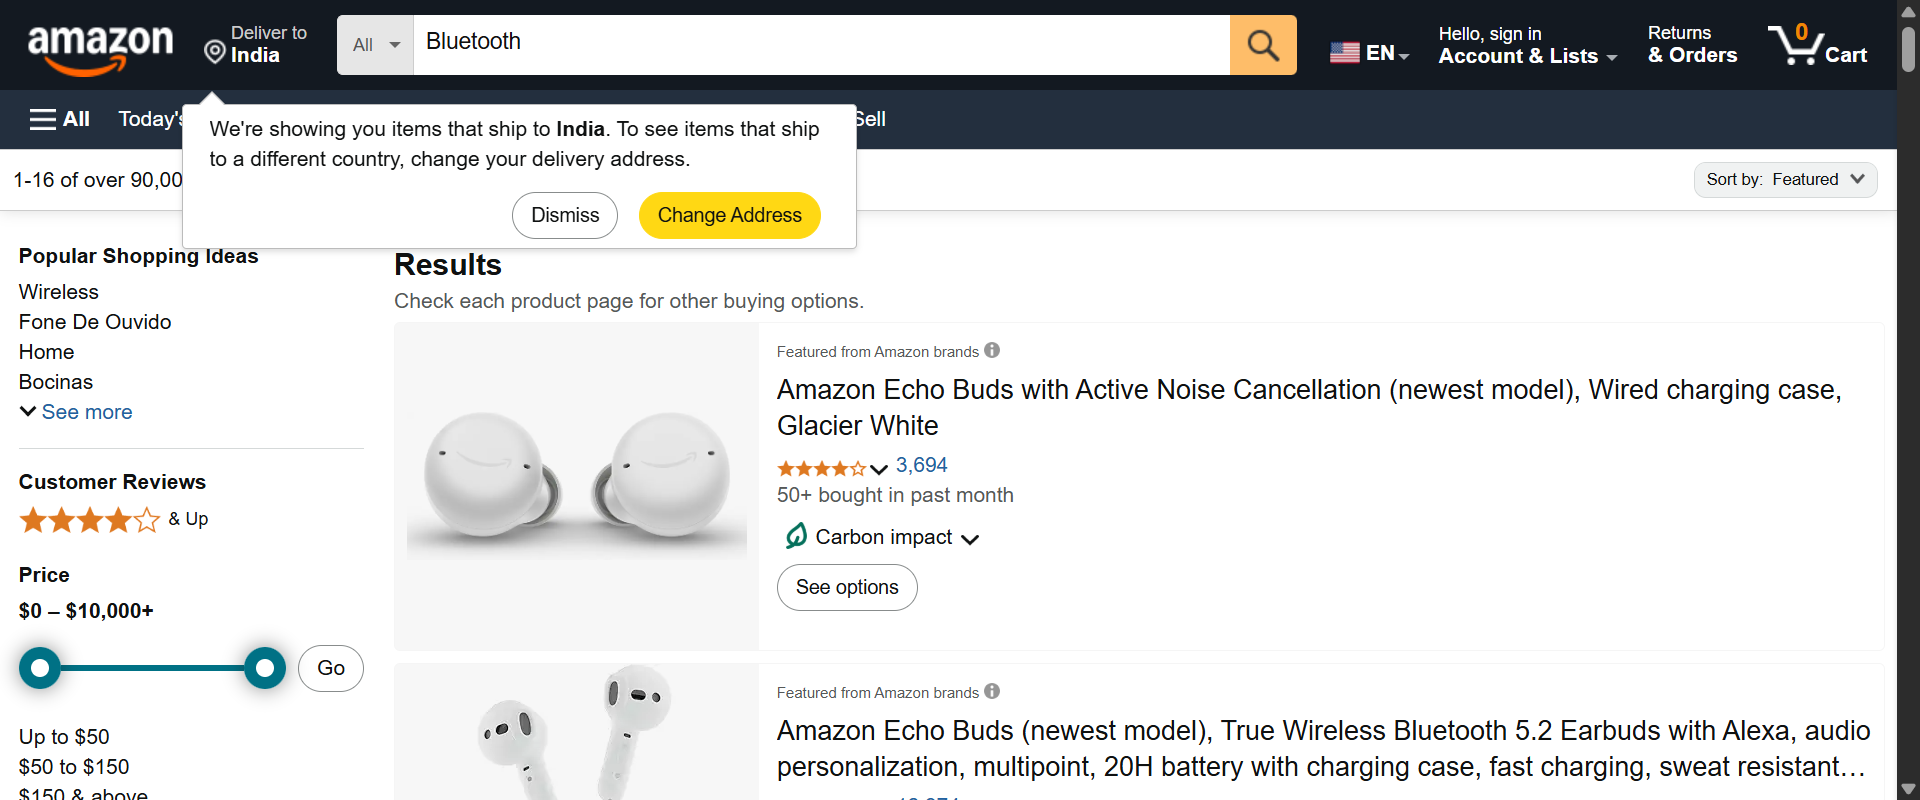 amazon
Deliver to
India
All
Bluetooth
EN
Hello, sign in
Account & Lists
Returns
& Orders
0
Cart
All
Today's
Sell
We're showing you items that ship to India. To see items that ship
to a different country, change your delivery address.
Dismiss
Change Address
1-16 of over 90,00
Sort by: Featured
Popular Shopping Ideas
Wireless
Fone De Ouvido
Home
Bocinas
See more
Customer Reviews
& Up
Price
$0 – $10,000+
Go
Up to $50
$50 to $150
$150 & above
Results
Check each product page for other buying options.
Featured from Amazon brands
Amazon Echo Buds with Active Noise Cancellation (newest model), Wired charging case,
Glacier White
3,694
50+ bought in past month
Carbon impact
See options
Featured from Amazon brands
Amazon Echo Buds (newest model), True Wireless Bluetooth 5.2 Earbuds with Alexa, audio
personalization, multipoint, 20H battery with charging case, fast charging, sweat resistant…